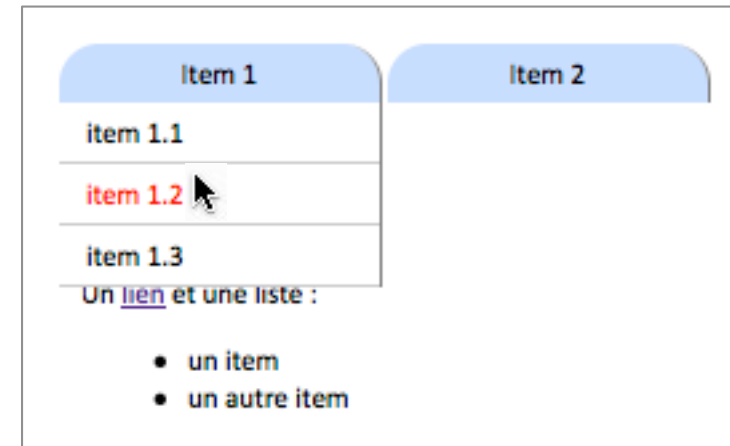 Item 1 Item 2
item 1.1
item 1.2
item 1.3
Un lien et une liste :
un item
un autre item